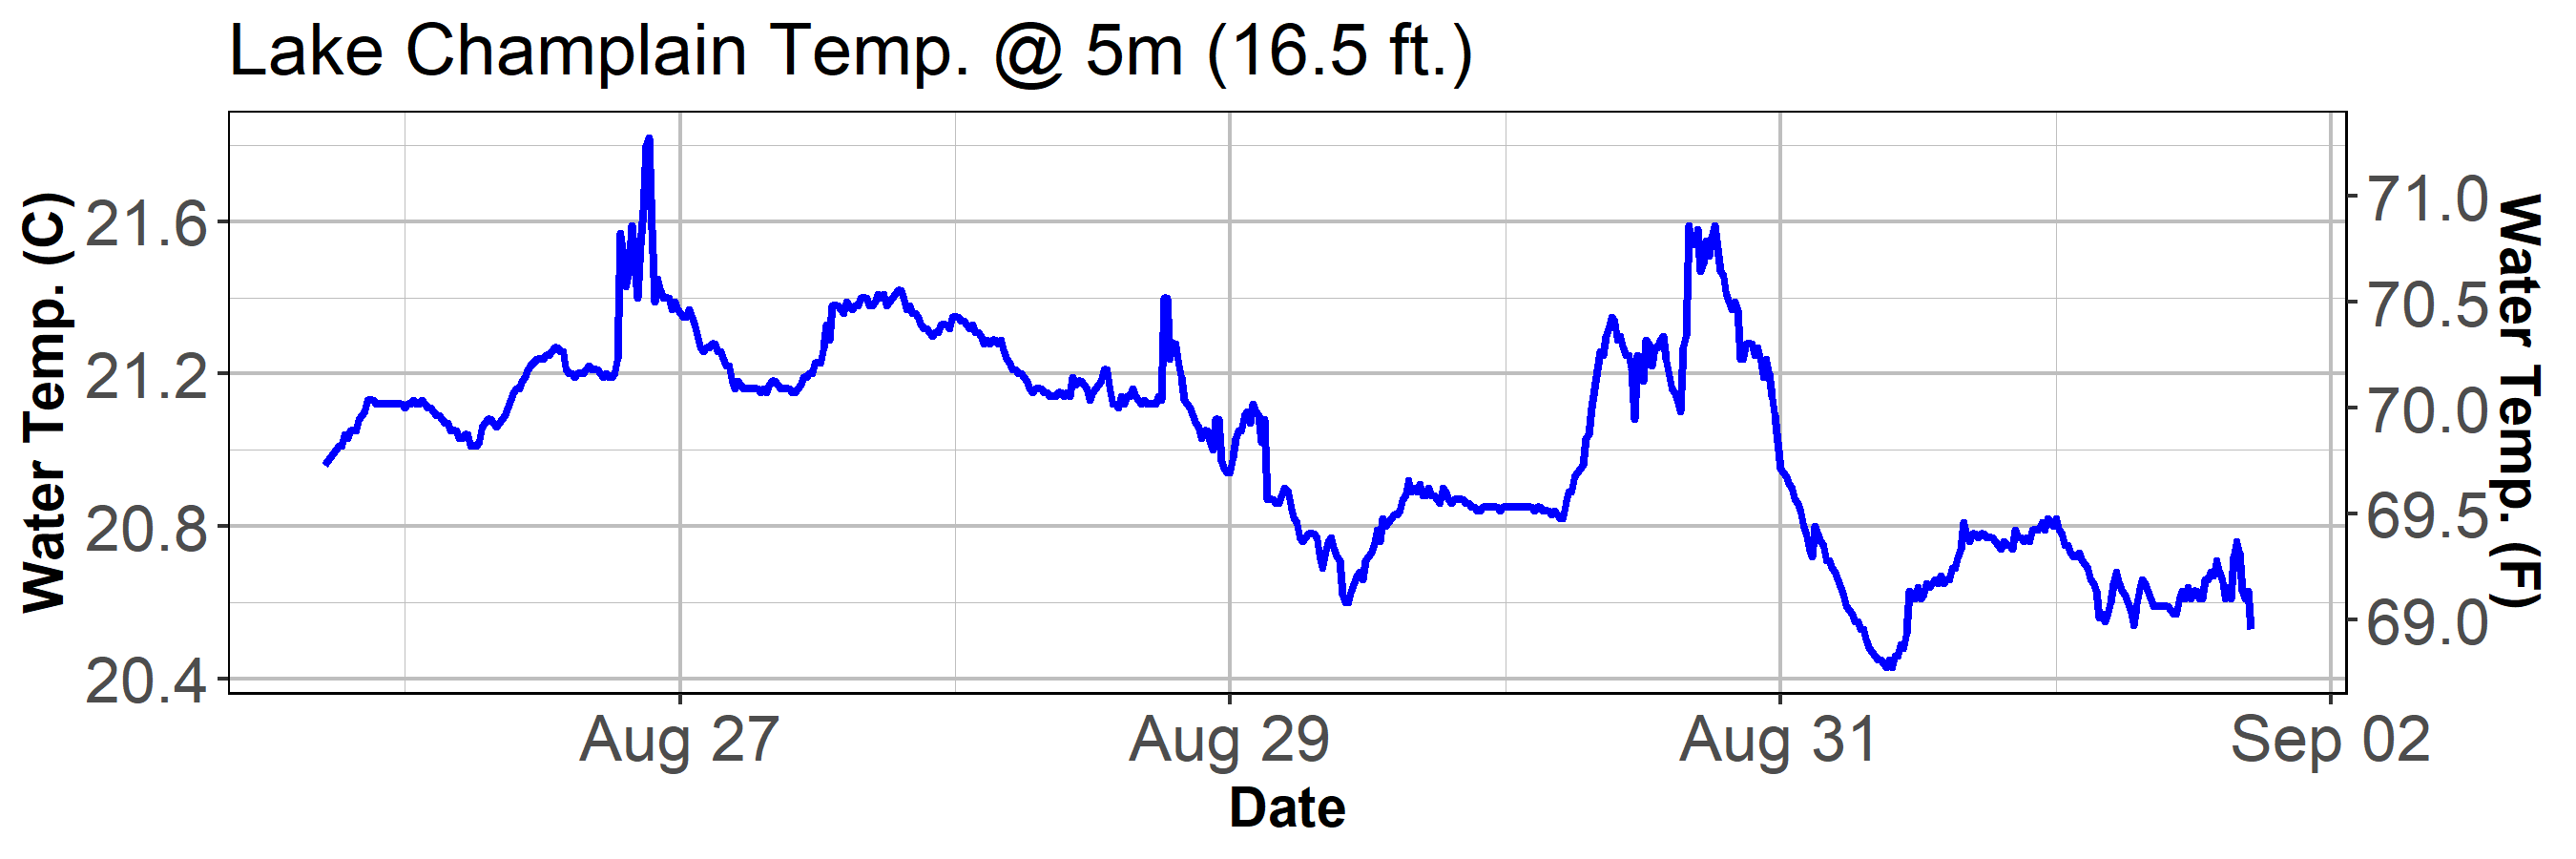 Lake Champlain Temp. @ 5m (16.5 ft.)
Water Temp. (C)
21.6
21.2
20.8
20.4
71.0
70.5
70.0
69.5
69.0
Water Temp. (F)
Aug 27
Aug 29
Aug 31
Sep 02
Date